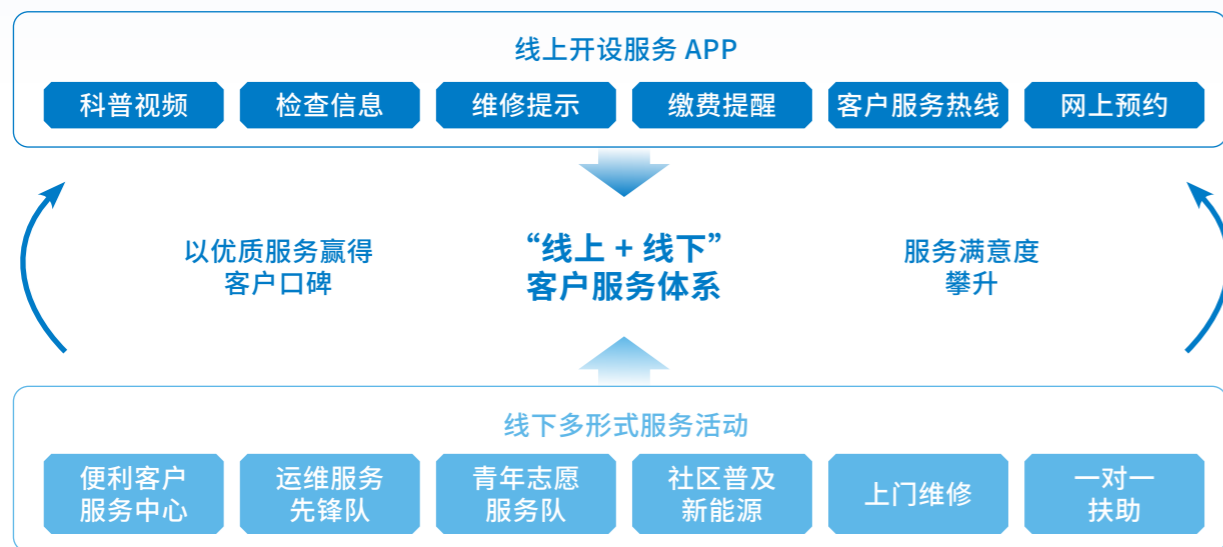 线上开设服务 APP
科普视频
检查信息
维修提示
缴费提醒
客户服务热线
网上预约
以优质服务赢得
客户口碑
“线上 + 线下”
客户服务体系
服务满意度
攀升
线下多形式服务活动
便利客户
服务中心
运维服务
先锋队
青年志愿
服务队
社区普及
新能源
上门维修
一对一
扶助